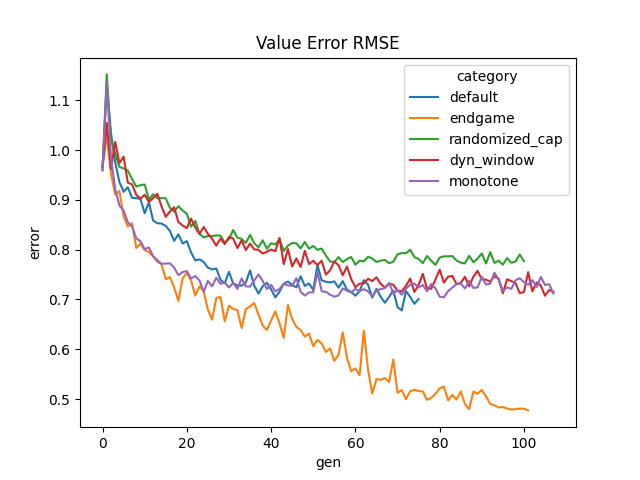 Value Error RMSE
category
default
endgame
randomized_cap
dyn_window
monotone
error
1.1
1.0
0.9
0.8
0.7
0.6
0.5
0 20 40 60 80 100
gen